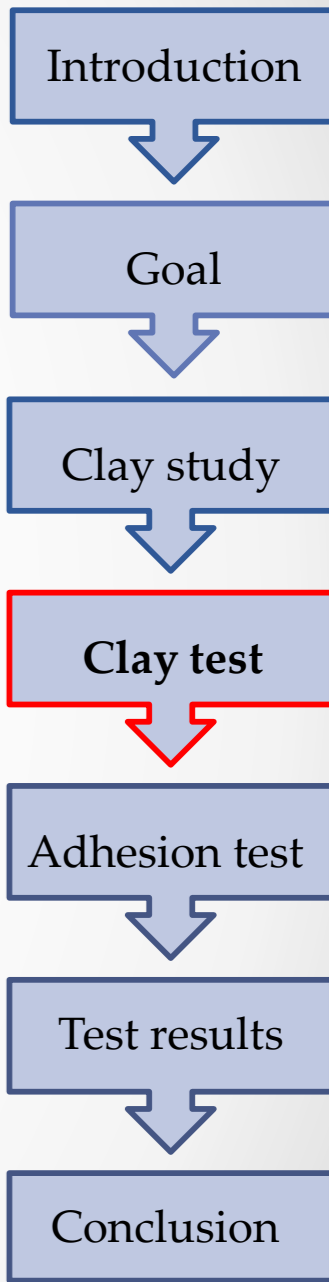 Introduction
Goal
Clay study
Clay test
Adhesion test
Test results
Conclusion